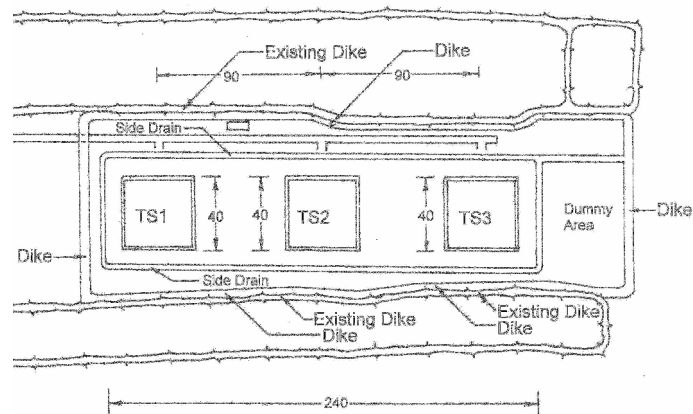 Existing Dike
Dike
90
90
Side Drain
TS1
40
40
TS2
40
TS3
Dummy
Area
Dike
Dike
Side Drain
Existing Dike
Dike
Existing Dike
Dike
240